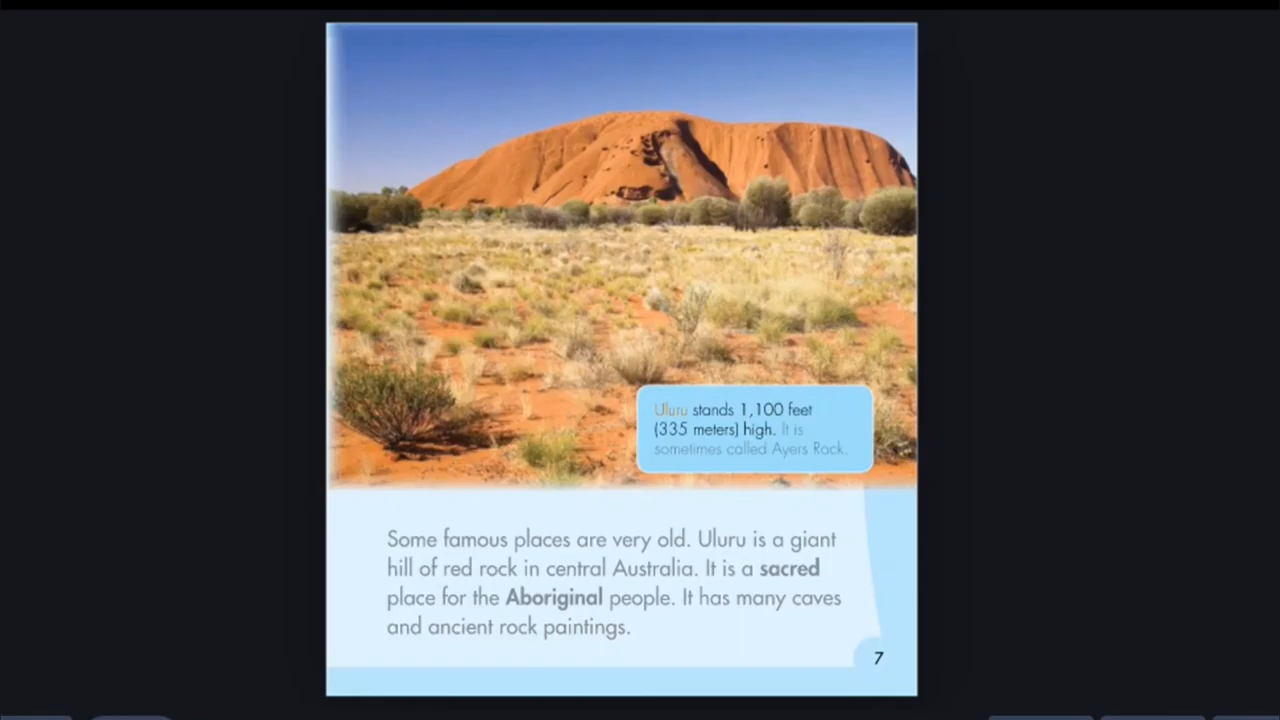 Uluru stands 1,100 feet
(335 meters) high. It is
sometimes called Ayers Rock.
Some famous places are very old. Uluru is a giant
hill of red rock in central Australia. It is a sacred
place for the Aboriginal people. It has many caves
and ancient rock paintings.
7